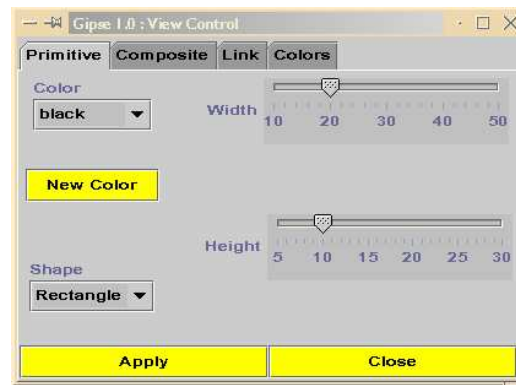 Gipse 1.0 : View Control
Primitive Composite Link Colors
Color
black
Width
10 20 30 40 50
New Color
Height
5 10 15 20 25 30
Shape
Rectangle
Apply Close